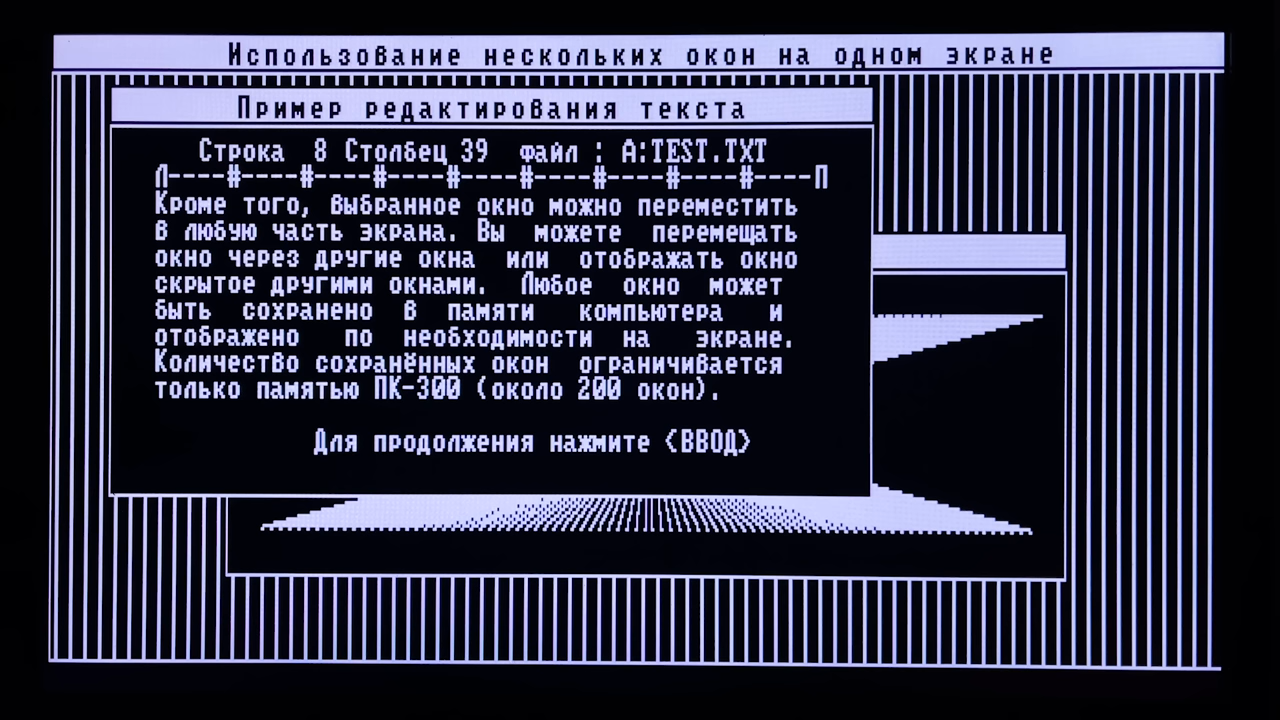 Использование нескольких окон на одном экране
Пример редактирования текста
Строка 8 Столбец 39 файл : A:TEST.TXT
Л----#----#----#----#----#----#----#----#----П
Кроме того, выбранное окно можно переместить
в любую часть экрана. Вы можете перемещать
окно через другие окна или отображать окно
скрытое другими окнами. Любое окно может
быть сохранено в памяти компьютера и
отображено по необходимости на экране.
Количество сохранённых окон ограничивается
только памятью ПК-300 (около 200 окон).
Для продолжения нажмите <ВВОД>